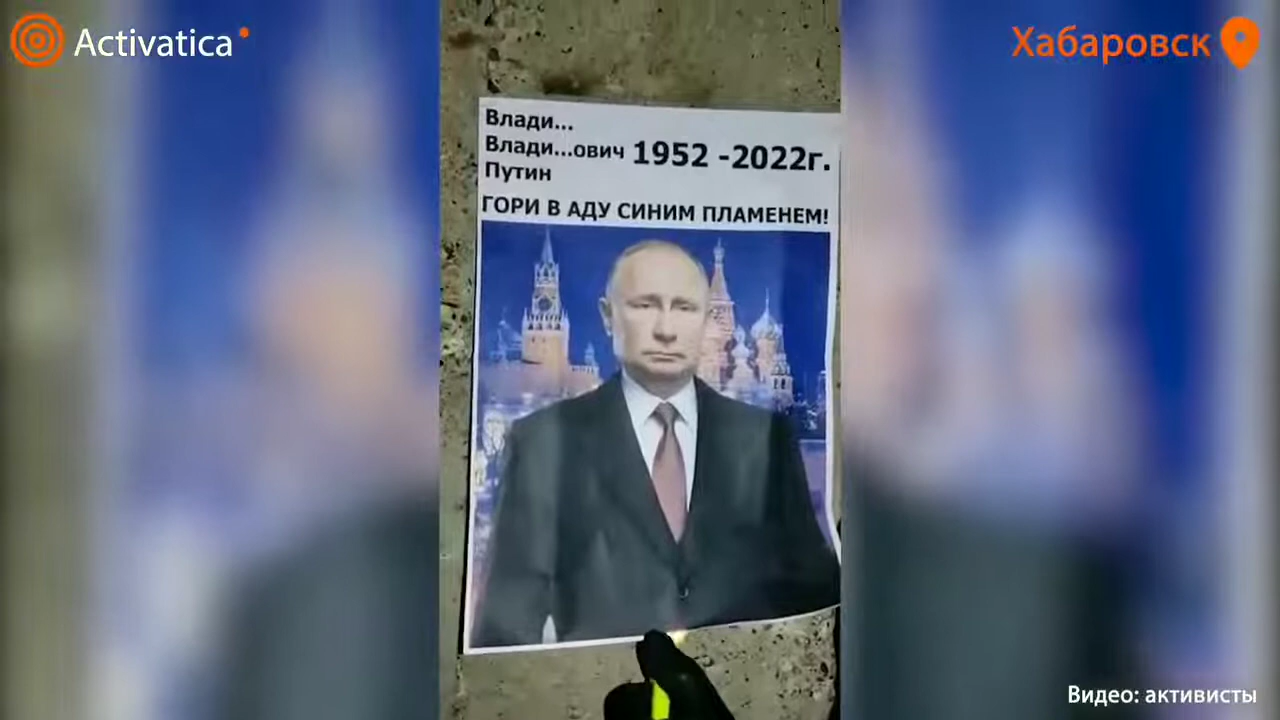 Activatica
Хабаровск
Влади...
Влади...ович 1952 -2022г.
Путин
ГОРИ В АДУ СИНИМ ПЛАМЕНЕМ!
Видео: активисты